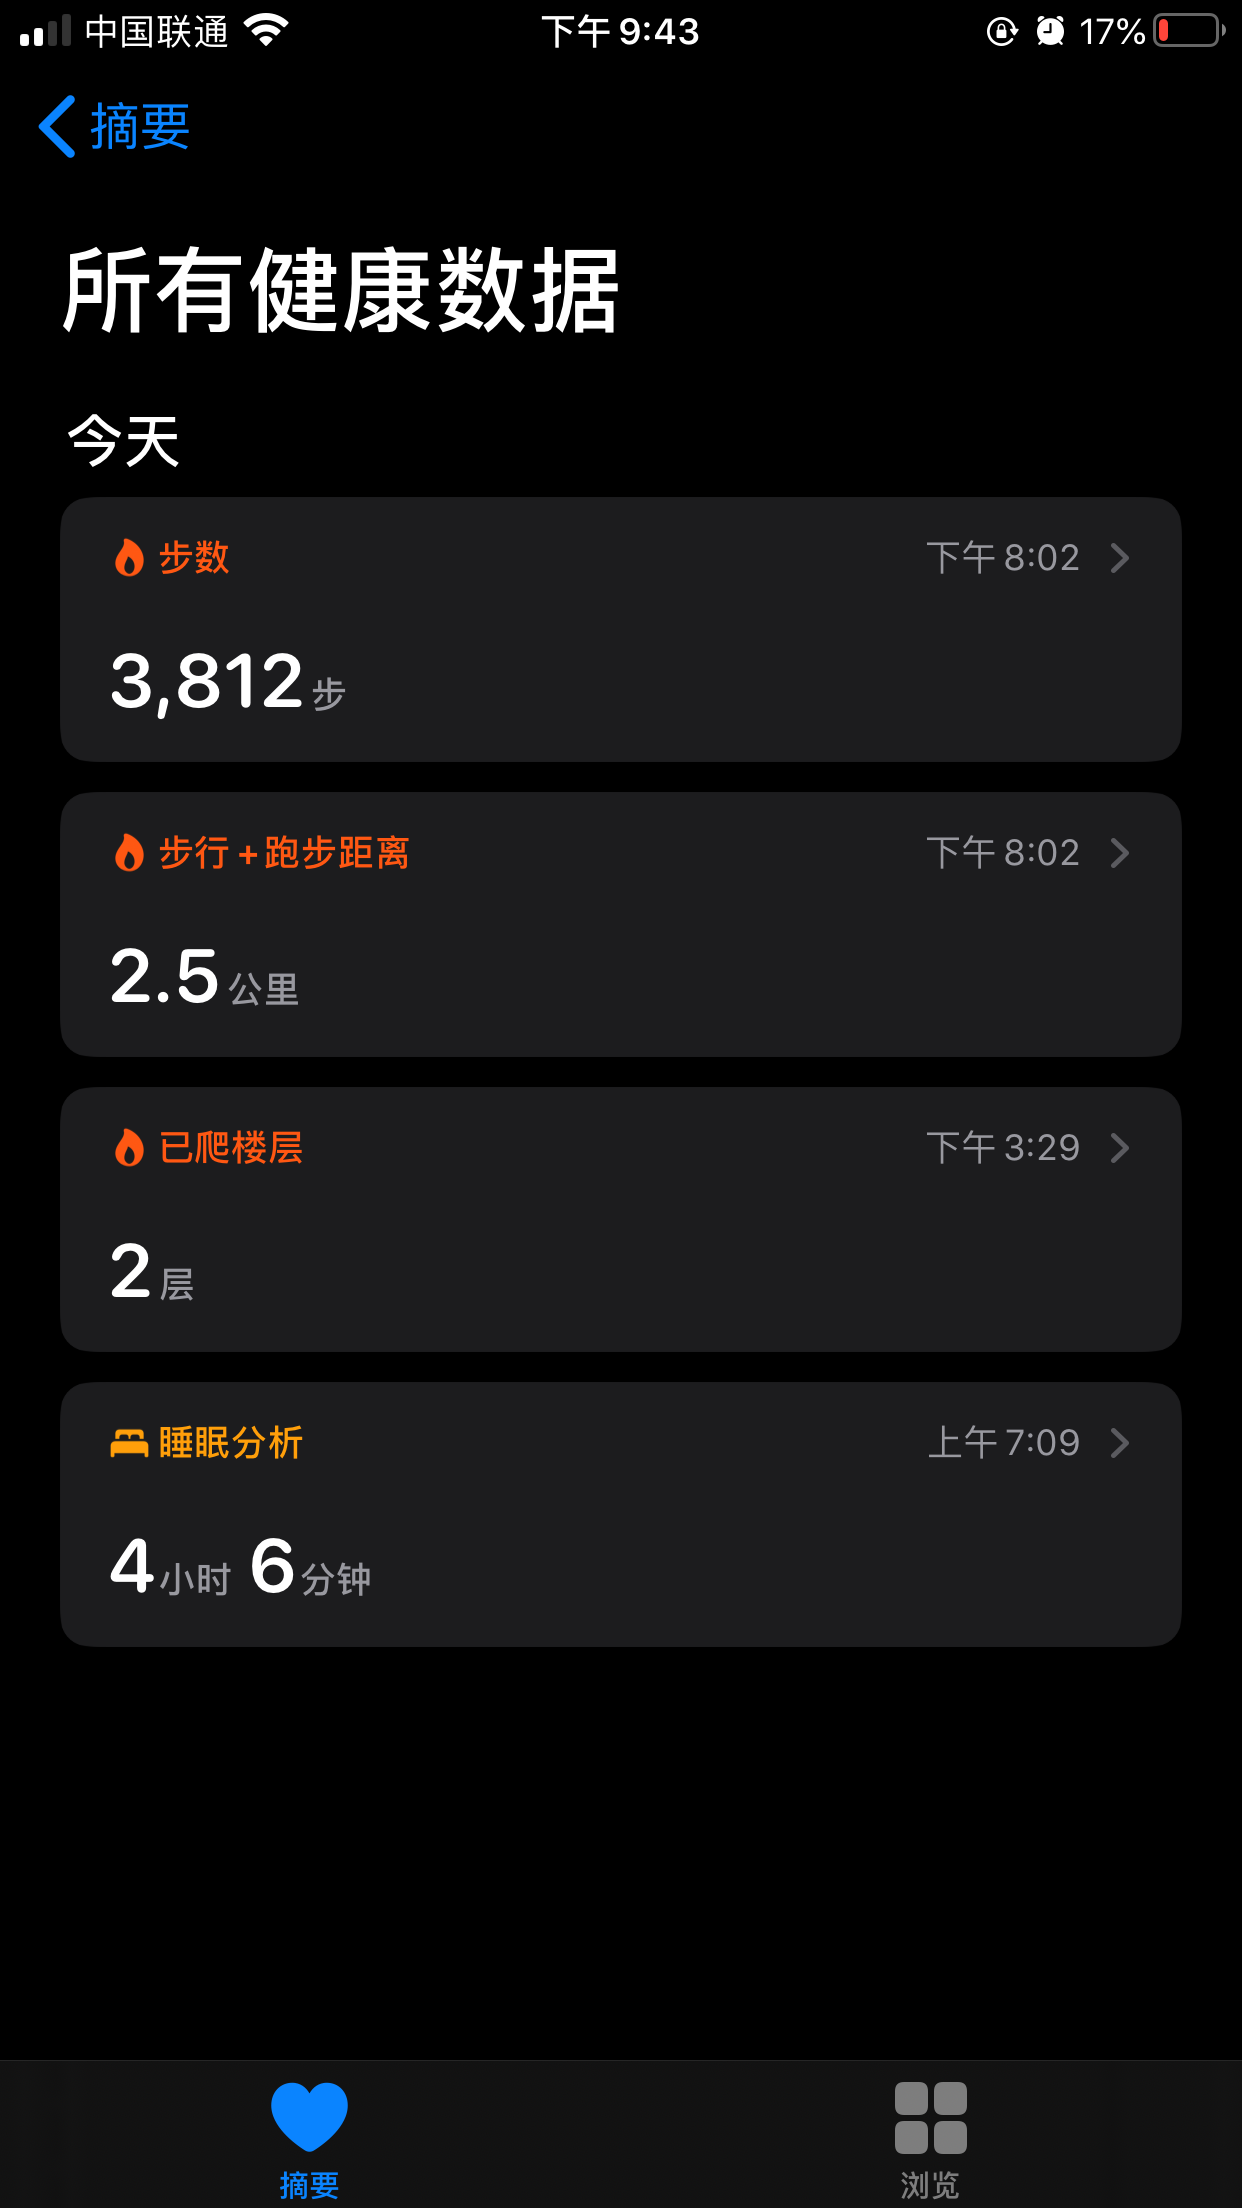 中国联通 下午 9:43 17%
摘要
所有健康数据
今天
步数 下午 8:02
3,812 步
步行 + 跑步距离 下午 8:02
2.5 公里
已爬楼层 下午 3:29
2 层
睡眠分析 上午 7:09
4 小时 6 分钟
摘要 浏览